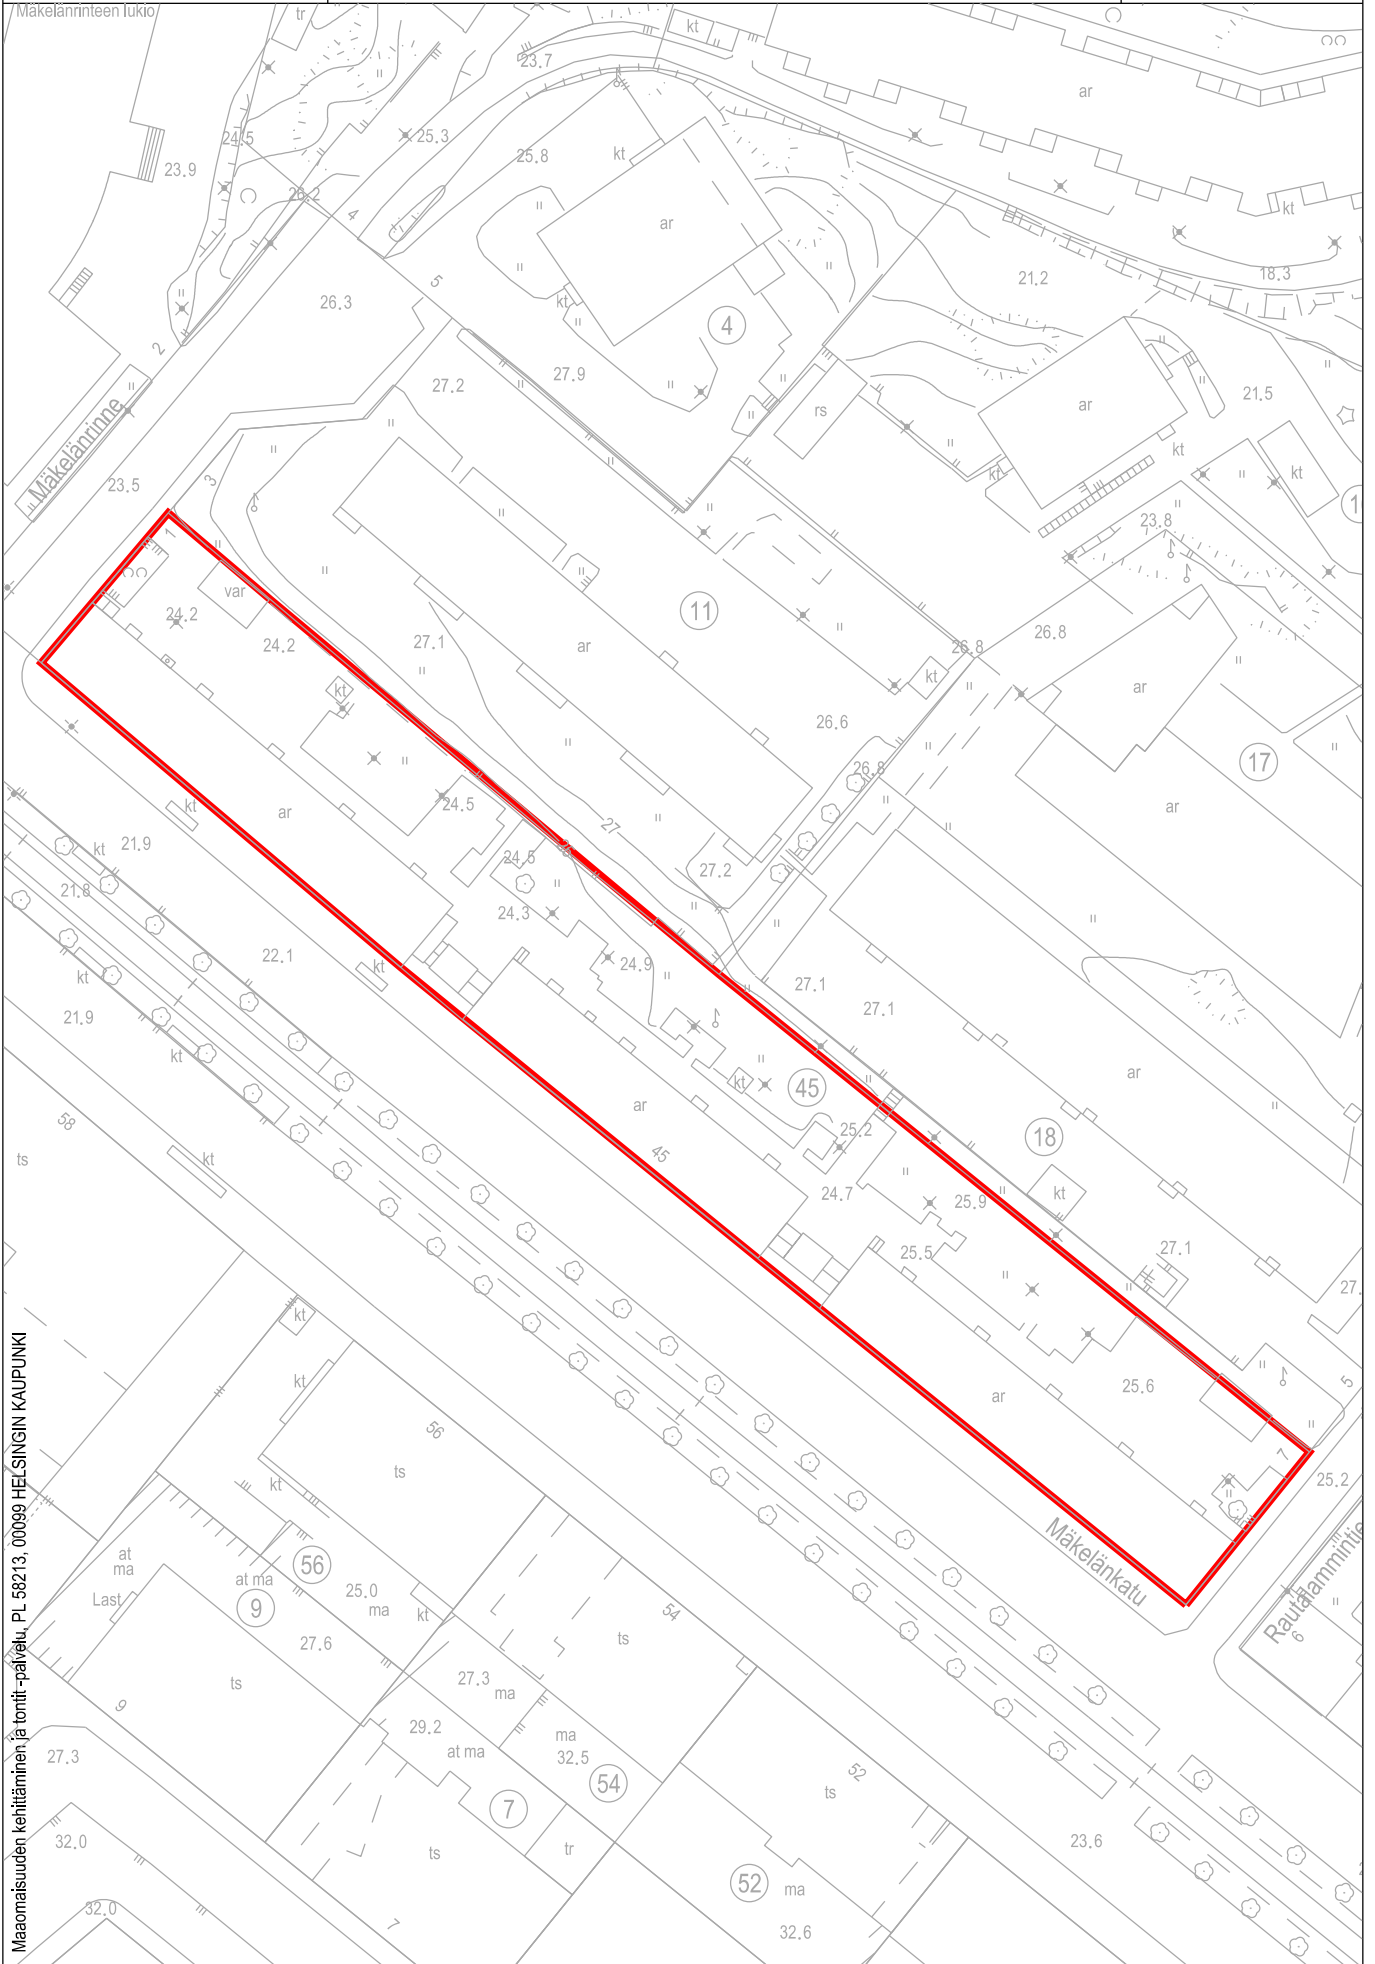 Mäkelänrinteen lukio
tr
kt
23.7
ar
24.5
25.3
23.9
25.8
kt
26.2
4
ar
kt
18.3
5
21.2
26.3
kt
4
2
27.2
27.9
rs
ar
21.5
Mäkelänrinne
kt
kt
kt
23.5
3
10
23.8
1
var
24.2
24.2
11
27.1
ar
26.8
26.8
kt
ar
kt
26.6
17
26.8
24.5
ar
kt
ar
27
21.9
kt
26
24.5
27.2
21.8
24.3
22.1
kt
24.9
kt
27.1
27.1
21.9
kt
ar
kt
45
ar
58
25.2
18
ts
kt
45
24.7
25.9
kt
25.5
27.1
27.
kt
kt
25.6
5
ar
56
ts
7
25.2
kt
Mäkelänkatu
Rautalammintie
6
at
ma
56
at ma
25.0
ma
Last
9
kt
54
27.6
ts
ts
27.3
ma
9
29.2
at ma
ma
32.5
27.3
54
52
ts
7
32.0
ts
tr
23.6
52
ma
32.0
7
32.6
Maaomaisuuden kehittäminen ja tontit -palvelu, PL 58213, 00099 HELSINGIN KAUPUNKI